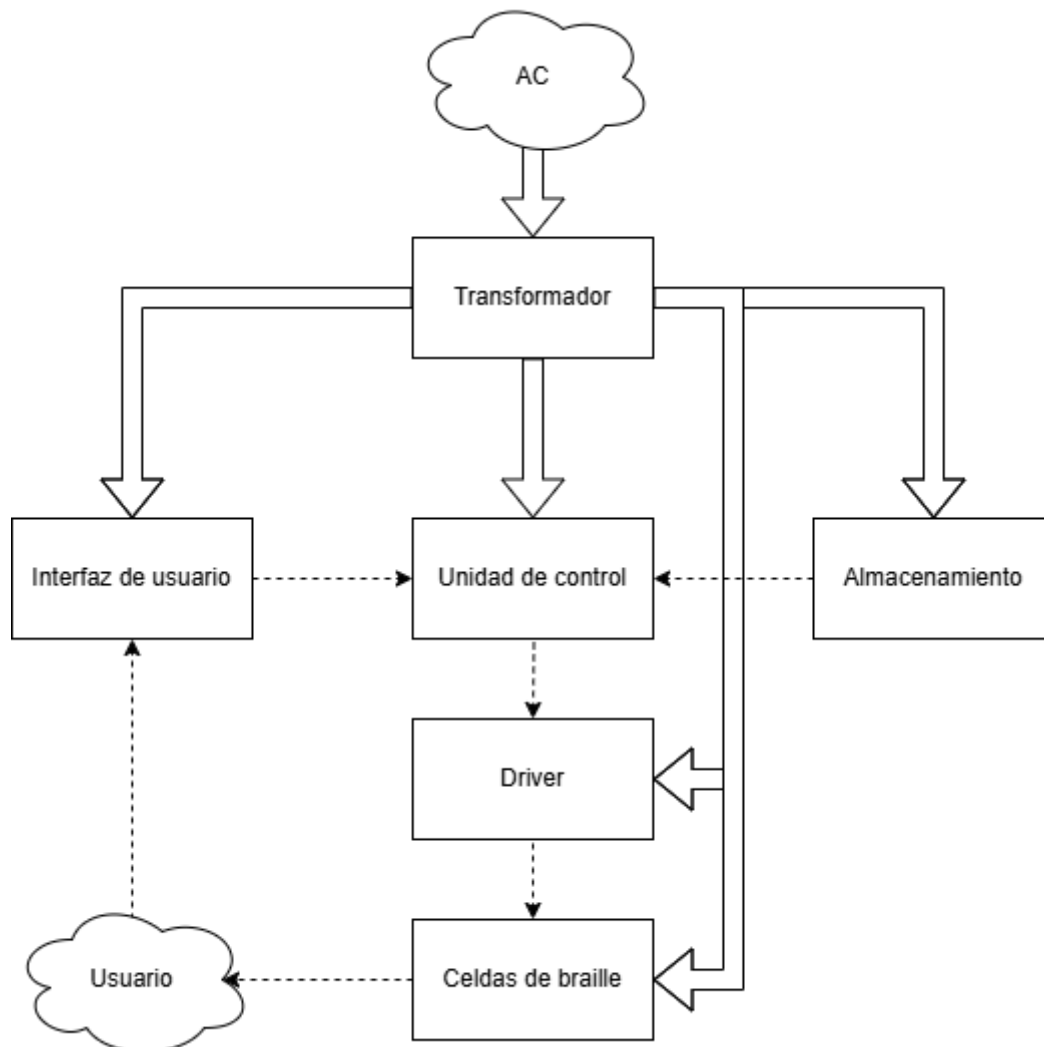 AC
Transformador
Interfaz de usuario
Unidad de control
Almacenamiento
Driver
Usuario
Celdas de braille